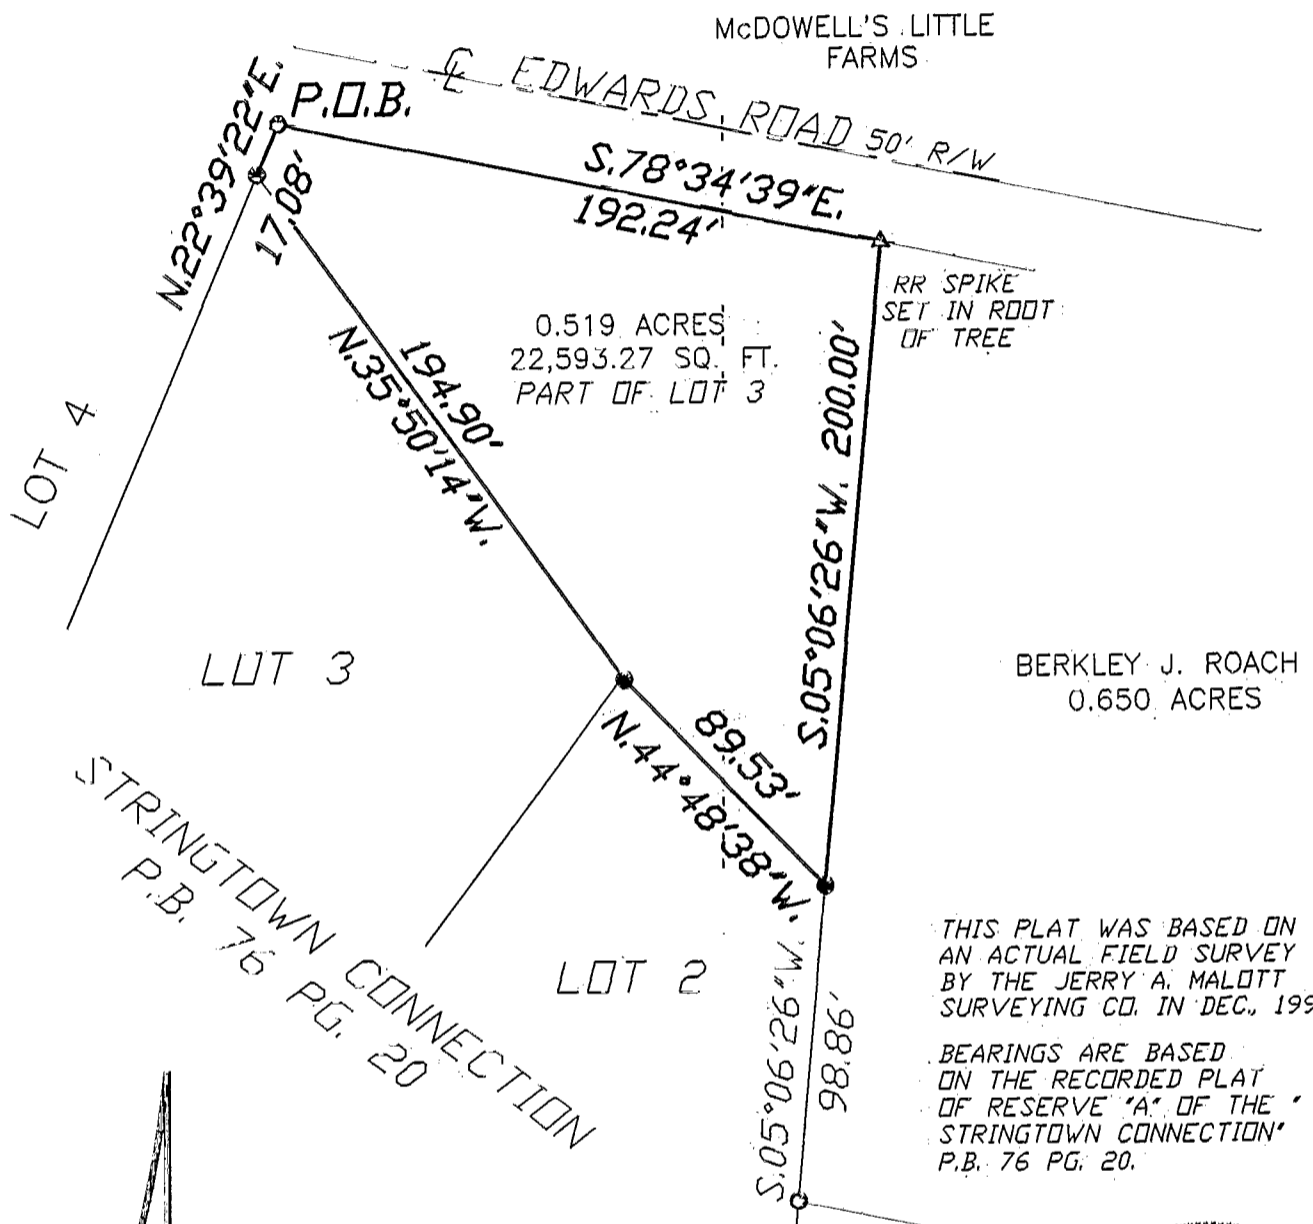 McDOWELL'S LITTLE
FARMS
℄ EDWARDS ROAD 50' R/W
P.O.B.
N.22°39'22"E.
17.08'
S.78°34'39"E.
192.24'
RR SPIKE
SET IN ROOT
OF TREE
0.519 ACRES
22,593.27 SQ. FT.
PART OF LOT 3
194.90'
N.35°50'14"W.
S.05°06'26"W. 200.00'
LOT 4
LOT 3
BERKLEY J. ROACH
0.650 ACRES
89.53'
N.44°48'38"W.
STRINGTOWN CONNECTION
P.B. 76 PG. 20
LOT 2
S.05°06'26"W.
98.86'
THIS PLAT WAS BASED ON
AN ACTUAL FIELD SURVEY
BY THE JERRY A. MALOTT
SURVEYING CO. IN DEC., 199
BEARINGS ARE BASED
ON THE RECORDED PLAT
OF RESERVE "A" OF THE "
STRINGTOWN CONNECTION"
P.B. 76 PG. 20.